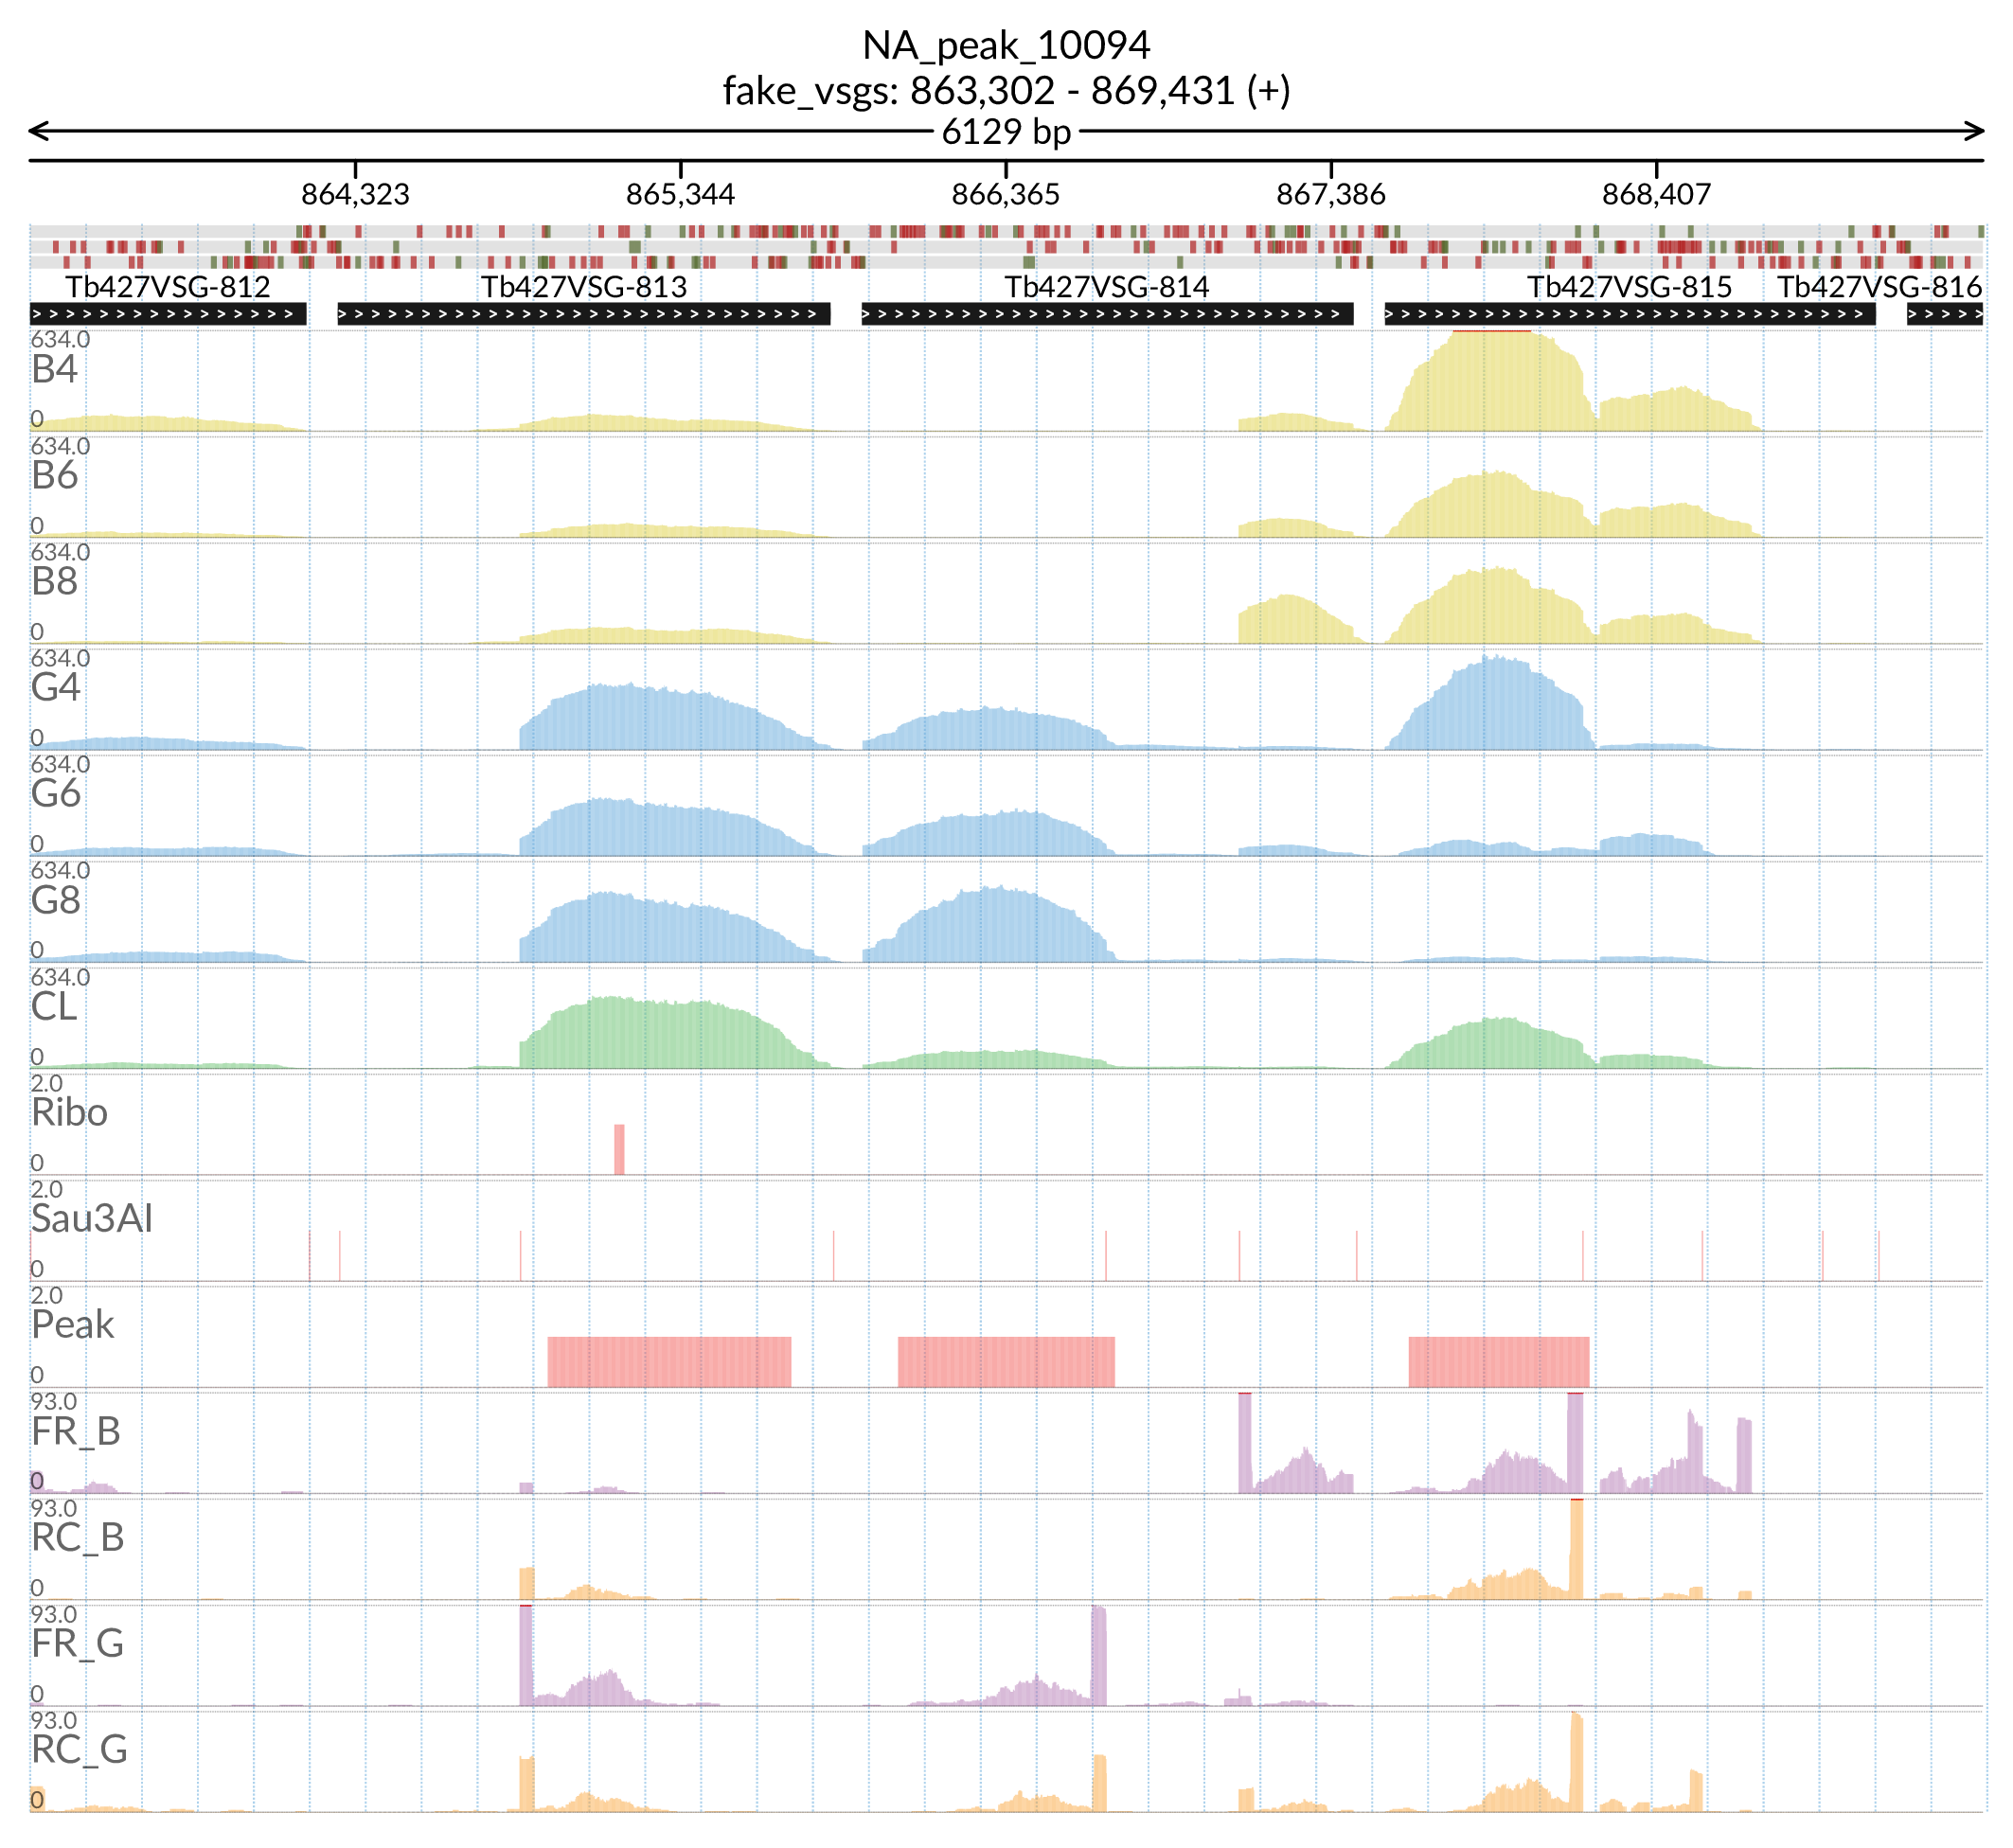 NA_peak_10094
fake_vsgs: 863,302 - 869,431 (+)
6129 bp
864,323 865,344 866,365 867,386 868,407
Tb427VSG-812 Tb427VSG-813 Tb427VSG-814 Tb427VSG-815 Tb427VSG-816
634.0
B4
0
634.0
B6
0
634.0
B8
0
634.0
G4
0
634.0
G6
0
634.0
G8
0
634.0
CL
0
2.0
Ribo
0
2.0
Sau3AI
0
2.0
Peak
0
93.0
FR_B
0
93.0
RC_B
0
93.0
FR_G
0
93.0
RC_G
0